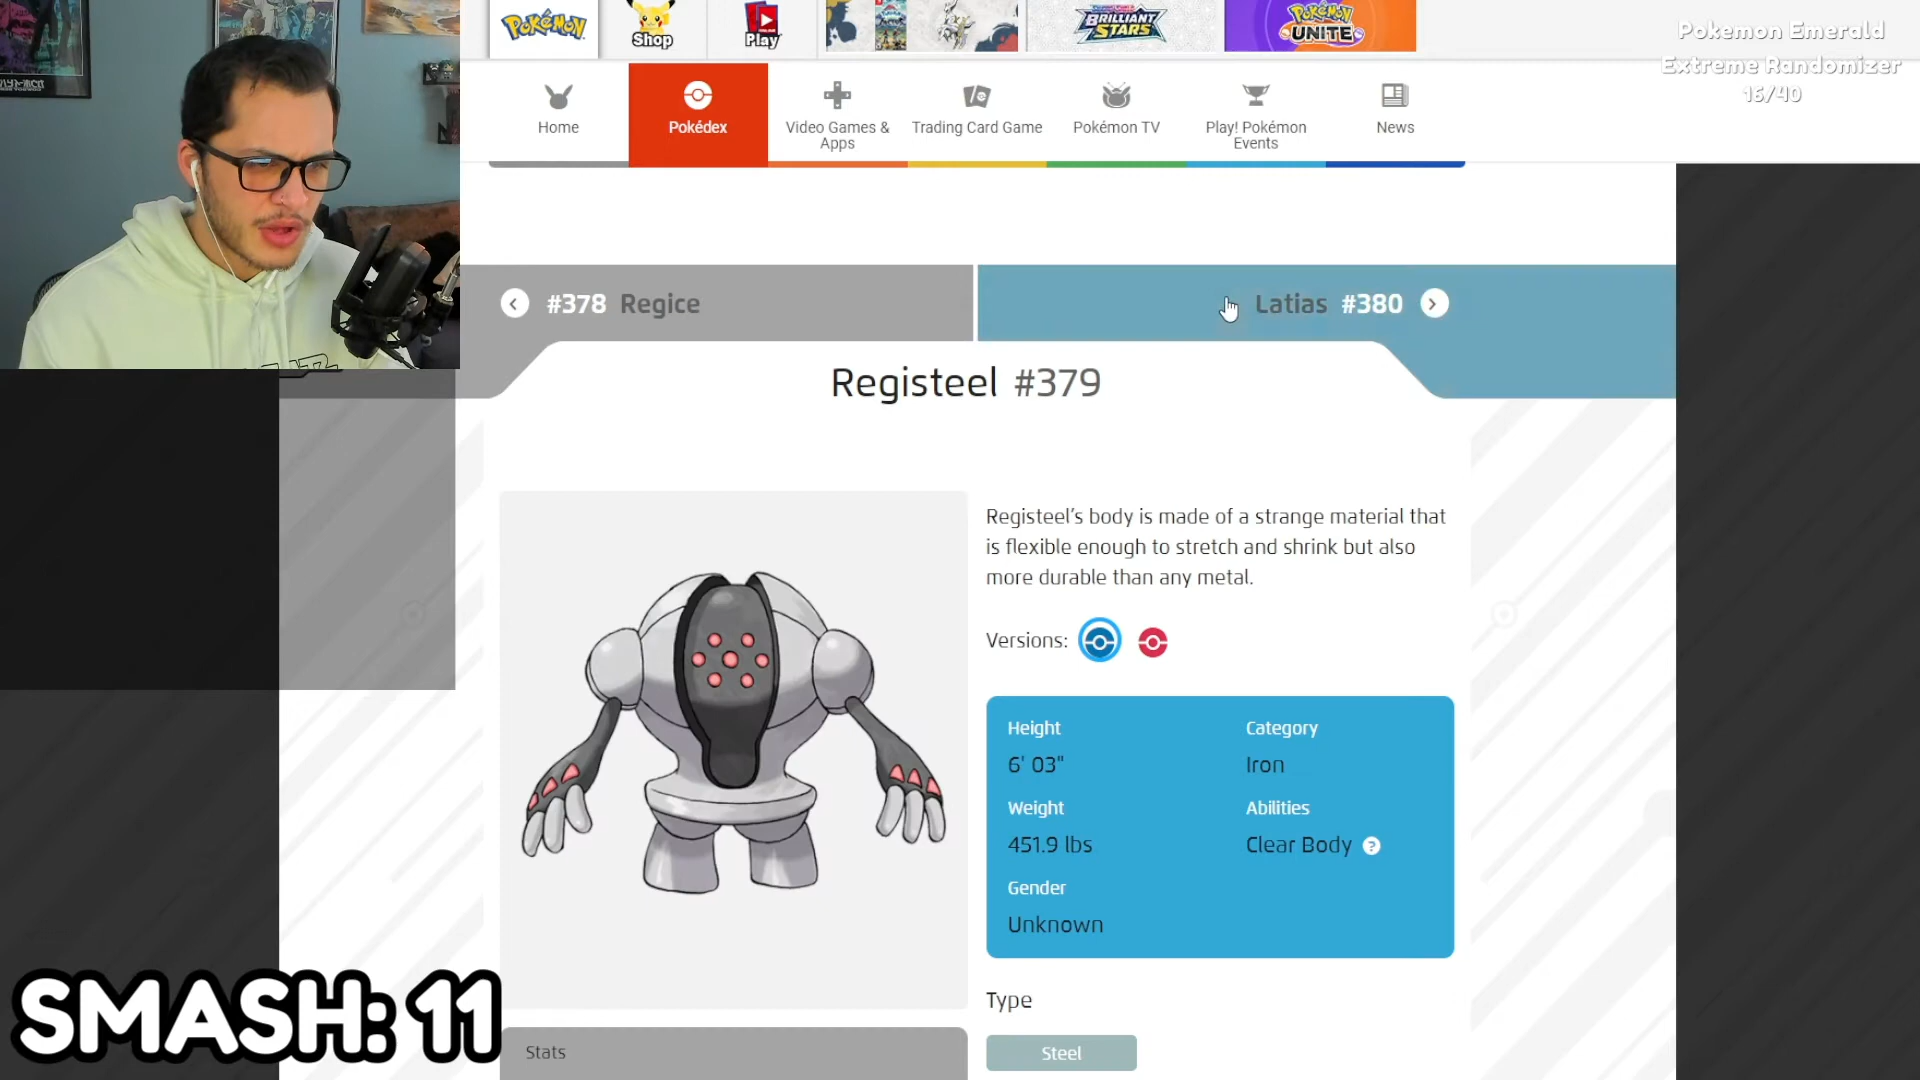 Pokémon
Shop
Play
POKÉMON
BRILLIANT
STARS
POKÉMON
UNITE
Pokemon Emerald
Extreme Randomizer
16/40
Home
Pokédex
Video Games &
Apps
Trading Card Game
Pokémon TV
Play! Pokémon
Events
News
#378 Regice
Latias #380
Registeel #379
Registeel's body is made of a strange material that
is flexible enough to stretch and shrink but also
more durable than any metal.
Versions:
Height
6' 03"
Category
Iron
Weight
451.9 lbs
Abilities
Clear Body ?
Gender
Unknown
Type
Steel
Stats
SMASH: 11